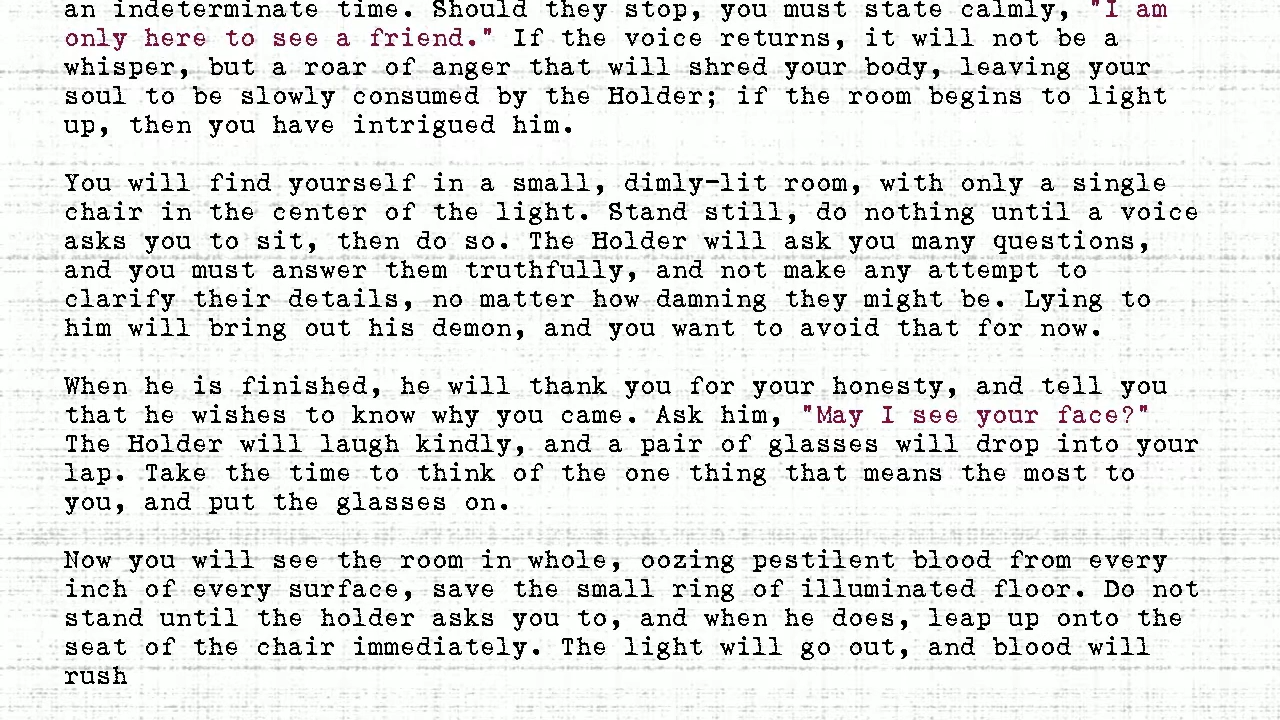 an indeterminate time. Should they stop, you must state calmly, "I am
only here to see a friend." If the voice returns, it will not be a
whisper, but a roar of anger that will shred your body, leaving your
soul to be slowly consumed by the Holder; if the room begins to light
up, then you have intrigued him.
You will find yourself in a small, dimly-lit room, with only a single
chair in the center of the light. Stand still, do nothing until a voice
asks you to sit, then do so. The Holder will ask you many questions,
and you must answer them truthfully, and not make any attempt to
clarify their details, no matter how damning they might be. Lying to
him will bring out his demon, and you want to avoid that for now.
When he is finished, he will thank you for your honesty, and tell you
that he wishes to know why you came. Ask him, "May I see your face?"
The Holder will laugh kindly, and a pair of glasses will drop into your
lap. Take the time to think of the one thing that means the most to
you, and put the glasses on.
Now you will see the room in whole, oozing pestilent blood from every
inch of every surface, save the small ring of illuminated floor. Do not
stand until the holder asks you to, and when he does, leap up onto the
seat of the chair immediately. The light will go out, and blood will
rush